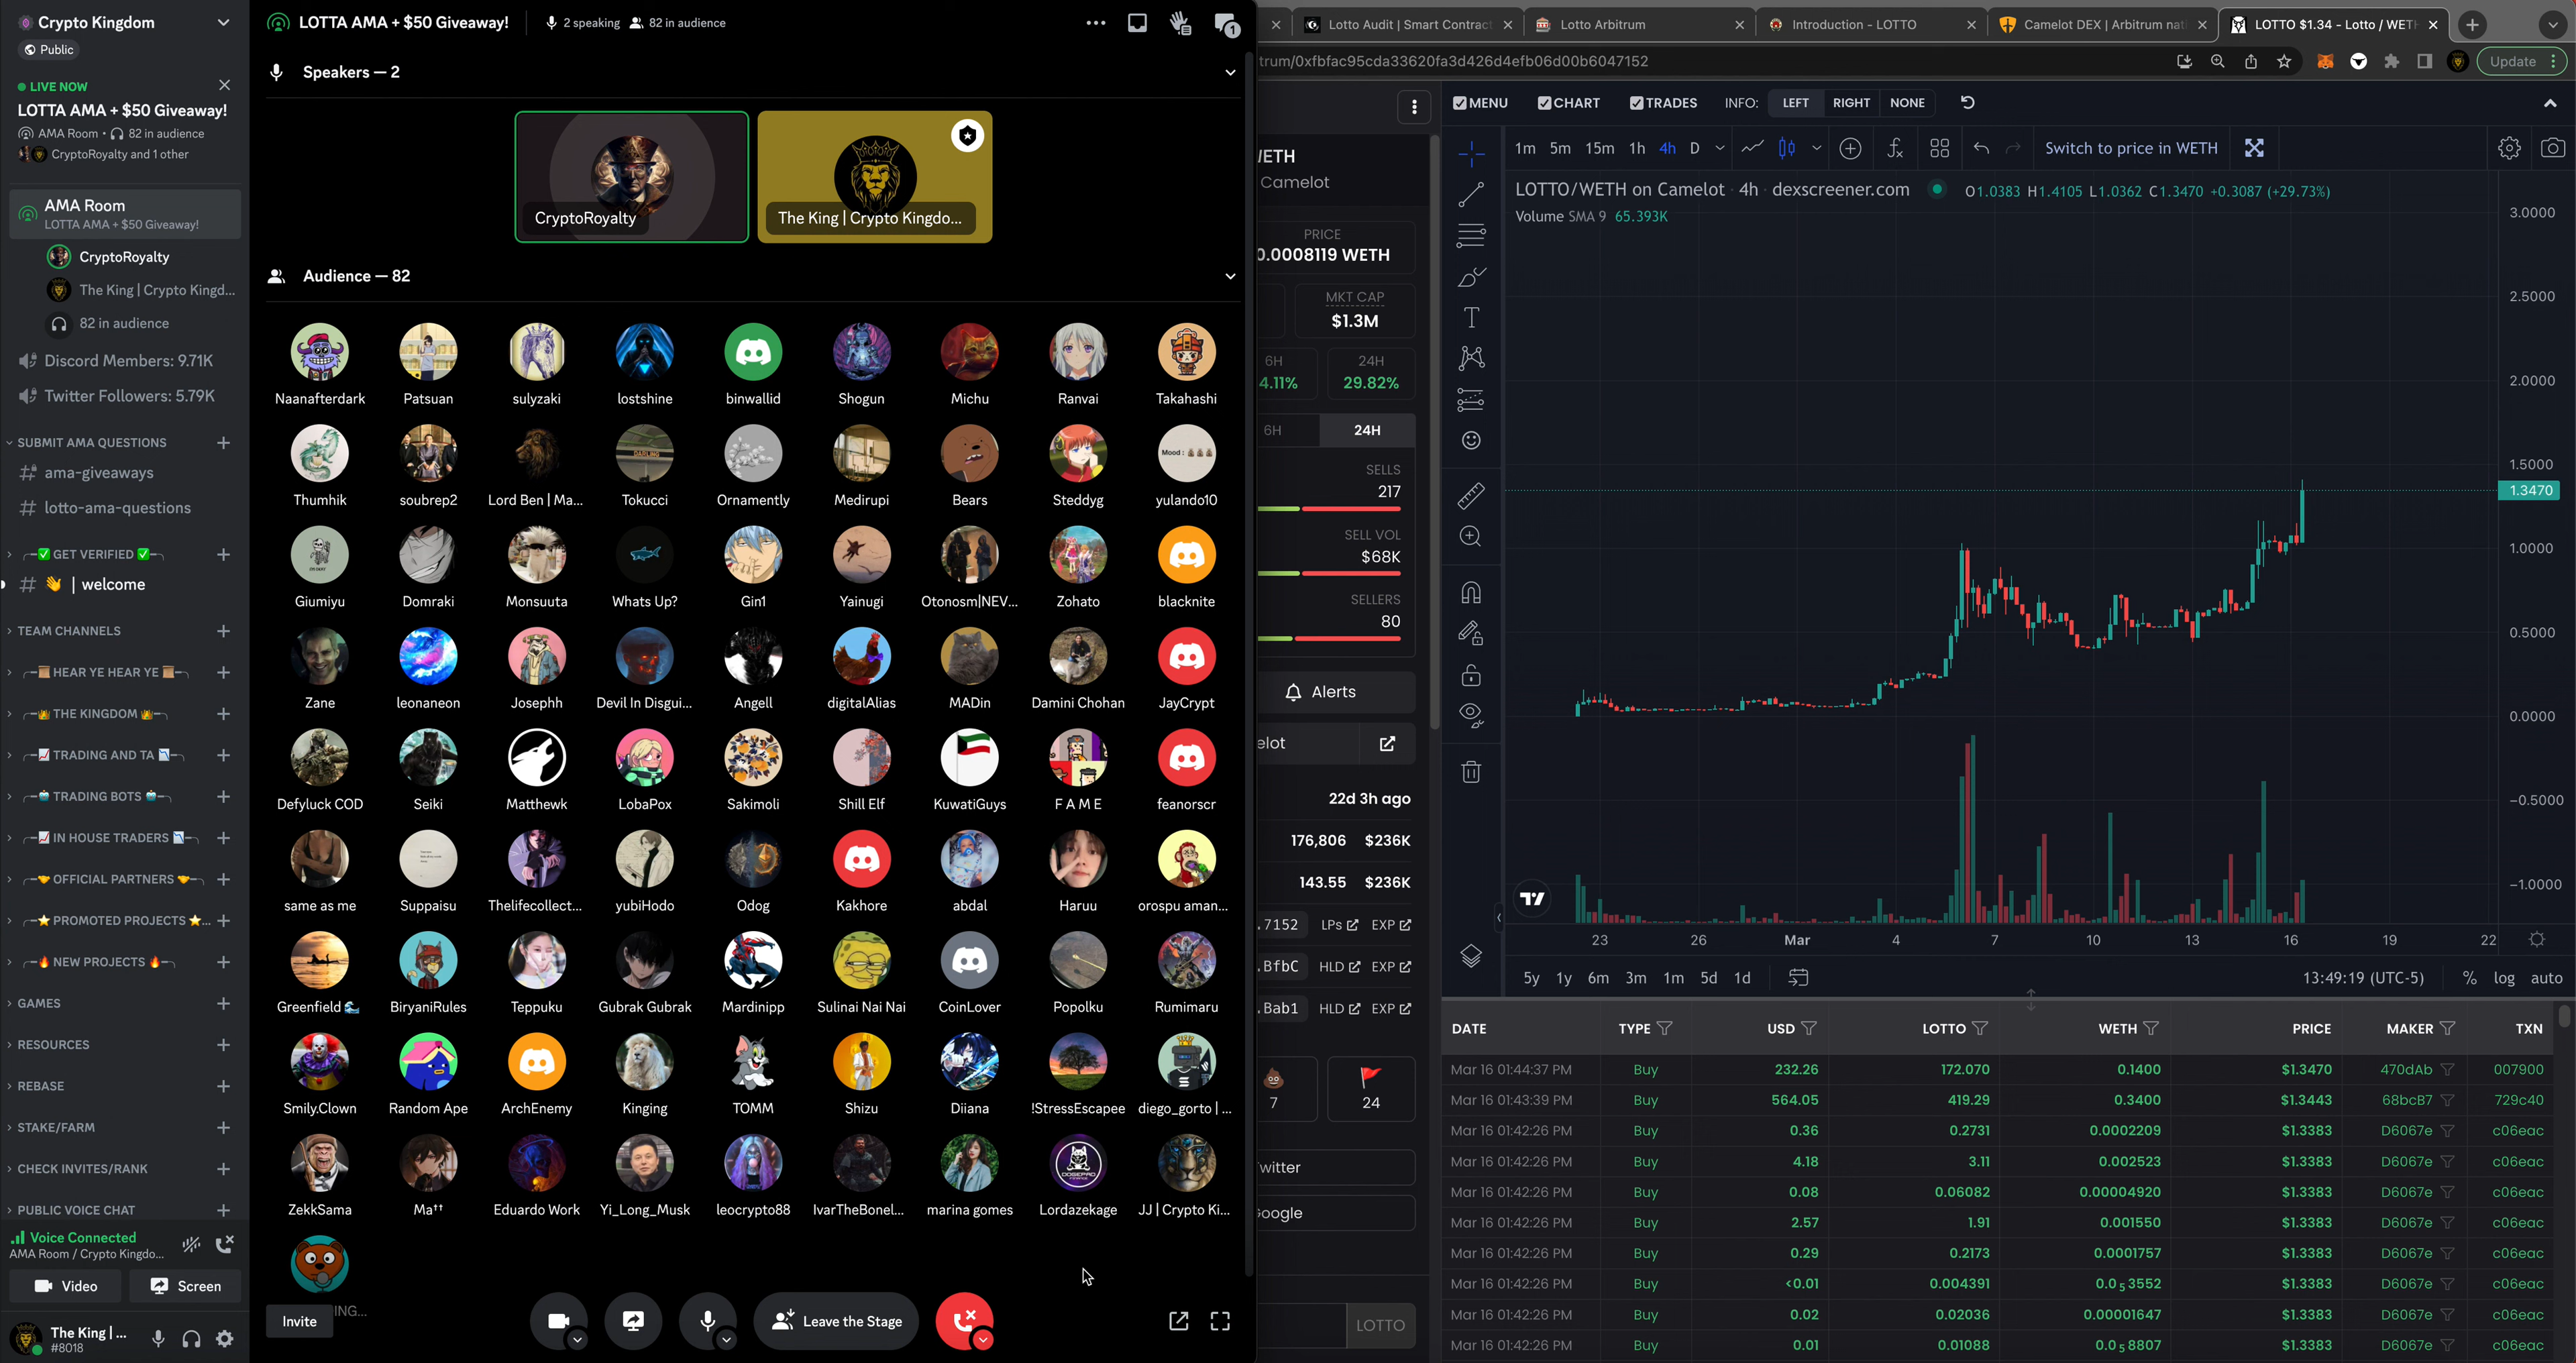 Crypto Kingdom
Public
LIVE NOW
LOTTA AMA + $50 Giveaway!
AMA Room • 82 in audience
CryptoRoyalty and 1 other
AMA Room
LOTTA AMA + $50 Giveaway!
CryptoRoyalty
The King | Crypto Kingd...
82 in audience
Discord Members: 9.71K
Twitter Followers: 5.79K
SUBMIT AMA QUESTIONS
ama-giveaways
lotto-ama-questions
GET VERIFIED
👋 | welcome
TEAM CHANNELS
HEAR YE HEAR YE
THE KINGDOM
TRADING AND TA
TRADING BOTS
IN HOUSE TRADERS
OFFICIAL PARTNERS
PROMOTED PROJECTS ⭐...
NEW PROJECTS
GAMES
RESOURCES
REBASE
STAKE/FARM
CHECK INVITES/RANK
PUBLIC VOICE CHAT
Voice Connected
AMA Room / Crypto Kingdo...
Video Screen
The King | ...
#8018
LOTTA AMA + $50 Giveaway! 2 speaking 82 in audience
1
Speakers — 2
CryptoRoyalty The King | Crypto Kingdo...
Audience — 82
Naanafterdark Patsuan sulyzaki lostshine binwallid Shogun Michu Ranvai Takahashi
DARLING
Mood :
Thumhik soubrep2 Lord Ben | Ma... Tokucci Ornamently Medirupi Bears Steddyg yulando10
Giumiyu Domraki Monsuuta Whats Up? Gin1 Yainugi Otonosm|NEV... Zohato blacknite
Zane leonaneon Josephh Devil In Disgui... Angell digitalAlias MADin Damini Chohan JayCrypt
Defyluck COD Seiki Matthewk LobaPox Sakimoli Shill Elf KuwatiGuys F A M E feanorscr
same as me Suppaisu Thelifecollect... yubiHodo Odog Kakhore abdal Haruu orospu aman...
Greenfield 🌊 BiryaniRules Teppuku Gubrak Gubrak Mardinipp Sulinai Nai Nai CoinLover Popolku Rumimaru
Smily.Clown Random Ape ArchEnemy Kinging TOMM Shizu Diiana !StressEscapee diego_gorto | ...
ZekkSama Ma†† Eduardo Work Yi_Long_Musk leocrypto88 IvarTheBonel... marina gomes Lordazekage JJ | Crypto Ki...
ING...
Invite
Leave the Stage
Lotto Audit | Smart Contract Lotto Arbitrum Introduction - LOTTO Camelot DEX | Arbitrum nati LOTTO $1.34 - Lotto / WETH
trum/0xfbfac95cda33620fa3d426d4efb06d00b6047152
Update
MENU CHART TRADES INFO: LEFT RIGHT NONE
WETH
Camelot
PRICE
0.0008119 WETH
MKT CAP
$1.3M
6H 24H
4.11% 29.82%
6H 24H
SELLS
217
SELL VOL
$68K
SELLERS
80
Alerts
elot
22d 3h ago
176,806 $236K
143.55 $236K
.7152 LPs EXP
.BfbC HLD EXP
.Bab1 HLD EXP
7 24
witter
oogle
LOTTO
1m 5m 15m 1h 4h D
Switch to price in WETH
LOTTO/WETH on Camelot · 4h · dexscreener.com O1.0383 H1.4105 L1.0362 C1.3470 +0.3087 (+29.73%)
Volume SMA 9 65.393K
3.0000
2.5000
2.0000
1.5000
1.3470
1.0000
0.5000
0.0000
−0.5000
−1.0000
23 26 Mar 4 7 10 13 16 19 22
5y 1y 6m 3m 1m 5d 1d 13:49:19 (UTC-5) % log auto
DATE TYPE USD LOTTO WETH PRICE MAKER TXN
Mar 16 01:44:37 PM Buy 232.26 172.070 0.1400 $1.3470 470dAb 007900
Mar 16 01:43:39 PM Buy 564.05 419.29 0.3400 $1.3443 68bcB7 729c40
Mar 16 01:42:26 PM Buy 0.36 0.2731 0.0002209 $1.3383 D6067e c06eac
Mar 16 01:42:26 PM Buy 4.18 3.11 0.002523 $1.3383 D6067e c06eac
Mar 16 01:42:26 PM Buy 0.08 0.06082 0.00004920 $1.3383 D6067e c06eac
Mar 16 01:42:26 PM Buy 2.57 1.91 0.001550 $1.3383 D6067e c06eac
Mar 16 01:42:26 PM Buy 0.29 0.2173 0.0001757 $1.3383 D6067e c06eac
Mar 16 01:42:26 PM Buy <0.01 0.004391 0.0₅3552 $1.3383 D6067e c06eac
Mar 16 01:42:26 PM Buy 0.02 0.02036 0.00001647 $1.3383 D6067e c06eac
Mar 16 01:42:26 PM Buy 0.01 0.01088 0.0₅8807 $1.3383 D6067e c06eac